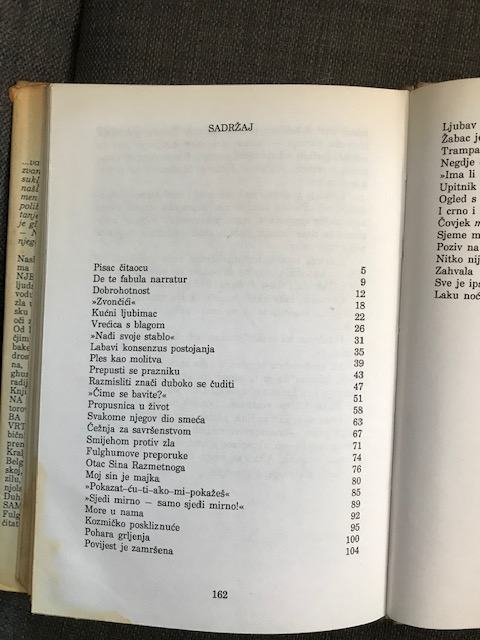 SADRŽAJ
Pisac čitaocu 5
De te fabula narratur 9
Dobrohotnost 12
»Zvončići« 18
Kućni ljubimac 22
Vrećica s blagom 26
»Nađi svoje stablo« 31
Labavi konsenzus postojanja 35
Ples kao molitva 39
Prepusti se prazniku 43
Razmisliti znači duboko se čuditi 47
»Čime se bavite?« 51
Propusnica u život 58
Svakome njegov dio smeća 63
Čežnja za savršenstvom 67
Smijehom protiv zla 71
Fulghumove preporuke 74
Otac Sina Razmetnoga 76
Moj sin je majka 80
»Pokazat-ću-ti-ako-mi-pokažeš« 85
»Sjedi mirno — samo sjedi mirno!« 89
More u nama 92
Kozmičko poskliznuće 95
Pohara grljenja 100
Povijest je zamršena 104
162
Ljubav
Žabac je
Trampa
Negdje
»Ima li
Upitnik
Ogled s
I crno i
Čovjek
Sjeme
Poziv na
Nitko nij
Zahvala
Sve je
Laku noć